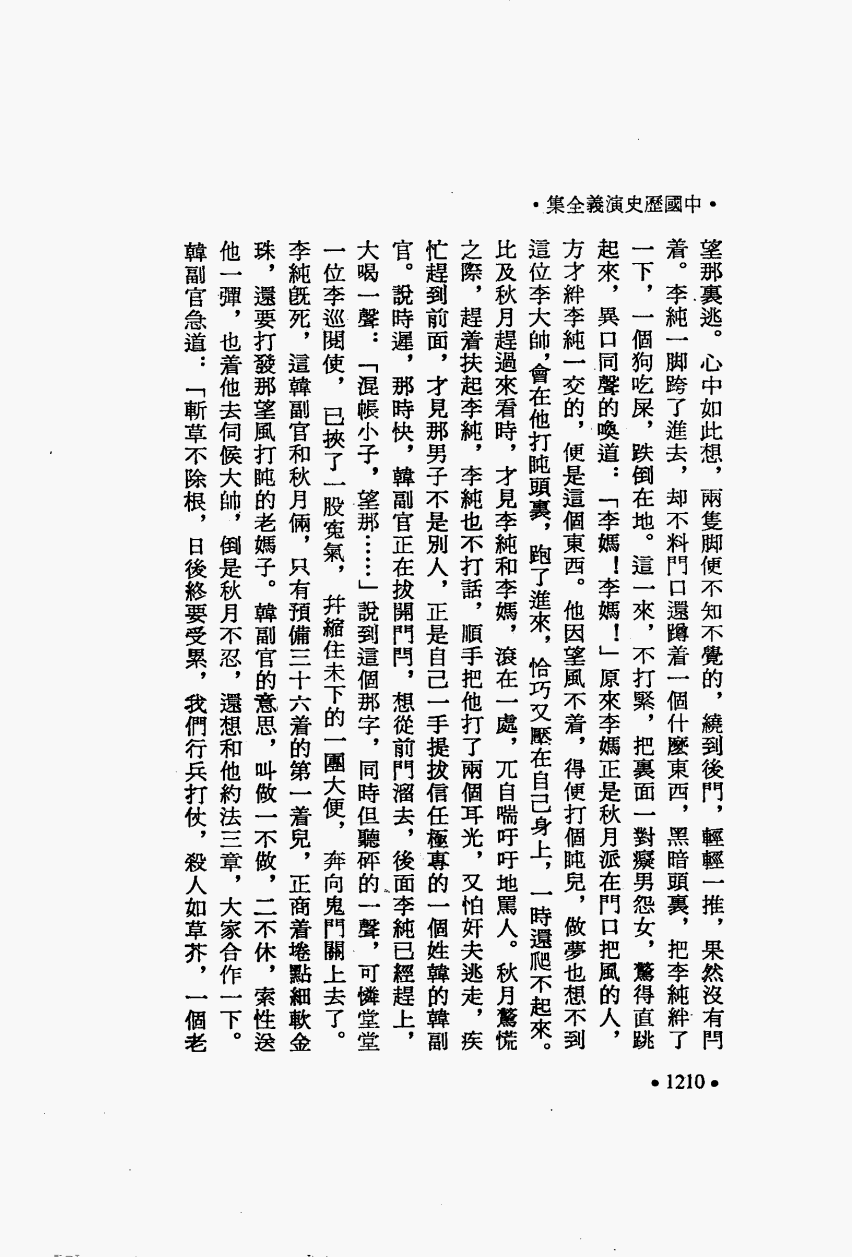 •中國歷史演義全集•
望那裏逃。心中如此想，兩隻脚便不知不覺的，繞到後門，輕輕一推，果然沒有閂
着。李純一脚跨了進去，却不料門口還蹲着一個什麼東西，黑暗頭裏，把李純絆了
一下，一個狗吃屎，跌倒在地。這一來，不打緊，把裏面一對癡男怨女，驚得直跳
起來，異口同聲的喚道：「李媽！李媽！」原來李媽正是秋月派在門口把風的人，
方才絆李純一交的，便是這個東西。他因望風不着，得便打個盹兒，做夢也想不到
這位李大帥，會在他打盹頭裏，跑了進來，恰巧又壓在自己身上，一時還爬不起來。
比及秋月趕過來看時，才見李純和李媽，滾在一處，兀自喘吁吁地罵人。秋月驚慌
之際，趕着扶起李純，李純也不打話，順手把他打了兩個耳光，又怕奸夫逃走，疾
忙趕到前面，才見那男子不是別人，正是自己一手提拔信任極專的一個姓韓的韓副
官。說時遲，那時快，韓副官正在拔開門閂，想從前門溜去，後面李純已經趕上，
大喝一聲：「混帳小子，望那……」說到這個那字，同時但聽砰的一聲，可憐堂堂
一位李巡閱使，已挾了一股寃氣，幷縮住未下的一團大便，奔向鬼門關上去了。
李純旣死，這韓副官和秋月倆，只有預備三十六着的第一着兒，正商着捲點細軟金
珠，還要打發那望風打盹的老媽子。韓副官的意思，叫做一不做，二不休，索性送
他一彈，也着他去伺候大帥，倒是秋月不忍，還想和他約法三章，大家合作一下。
韓副官急道：「斬草不除根，日後終要受累，我們行兵打仗，殺人如草芥，一個老
•1210•